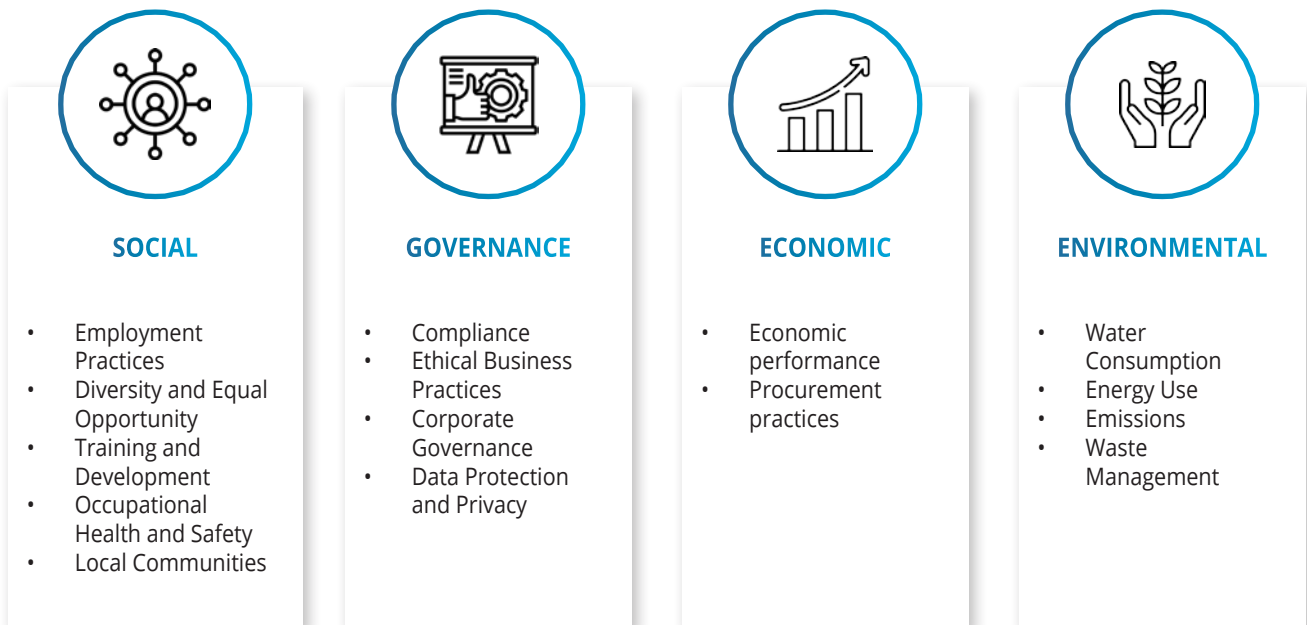 SOCIAL
• Employment
Practices
• Diversity and Equal
Opportunity
• Training and
Development
• Occupational
Health and Safety
• Local Communities
GOVERNANCE
• Compliance
• Ethical Business
Practices
• Corporate
Governance
• Data Protection
and Privacy
ECONOMIC
• Economic
performance
• Procurement
practices
ENVIRONMENTAL
• Water
Consumption
• Energy Use
• Emissions
• Waste
Management